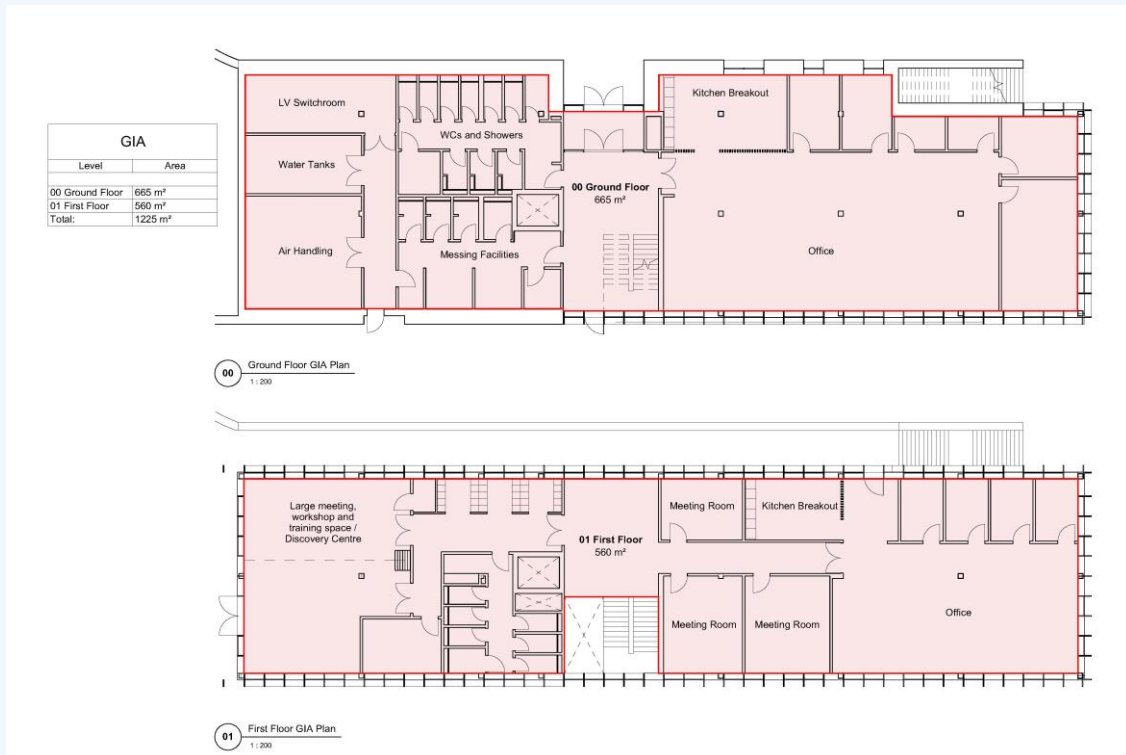 GIA
Level Area
00 Ground Floor 665 m²
01 First Floor 560 m²
Total: 1225 m²
LV Switchroom
Water Tanks
Air Handling
WCs and Showers
Messing Facilities
00 Ground Floor
665 m²
Kitchen Breakout
Office
00 Ground Floor GIA Plan
1 : 200
Large meeting,
workshop and
training space /
Discovery Centre
01 First Floor
560 m²
Meeting Room
Kitchen Breakout
Meeting Room
Meeting Room
Office
01 First Floor GIA Plan
1 : 200